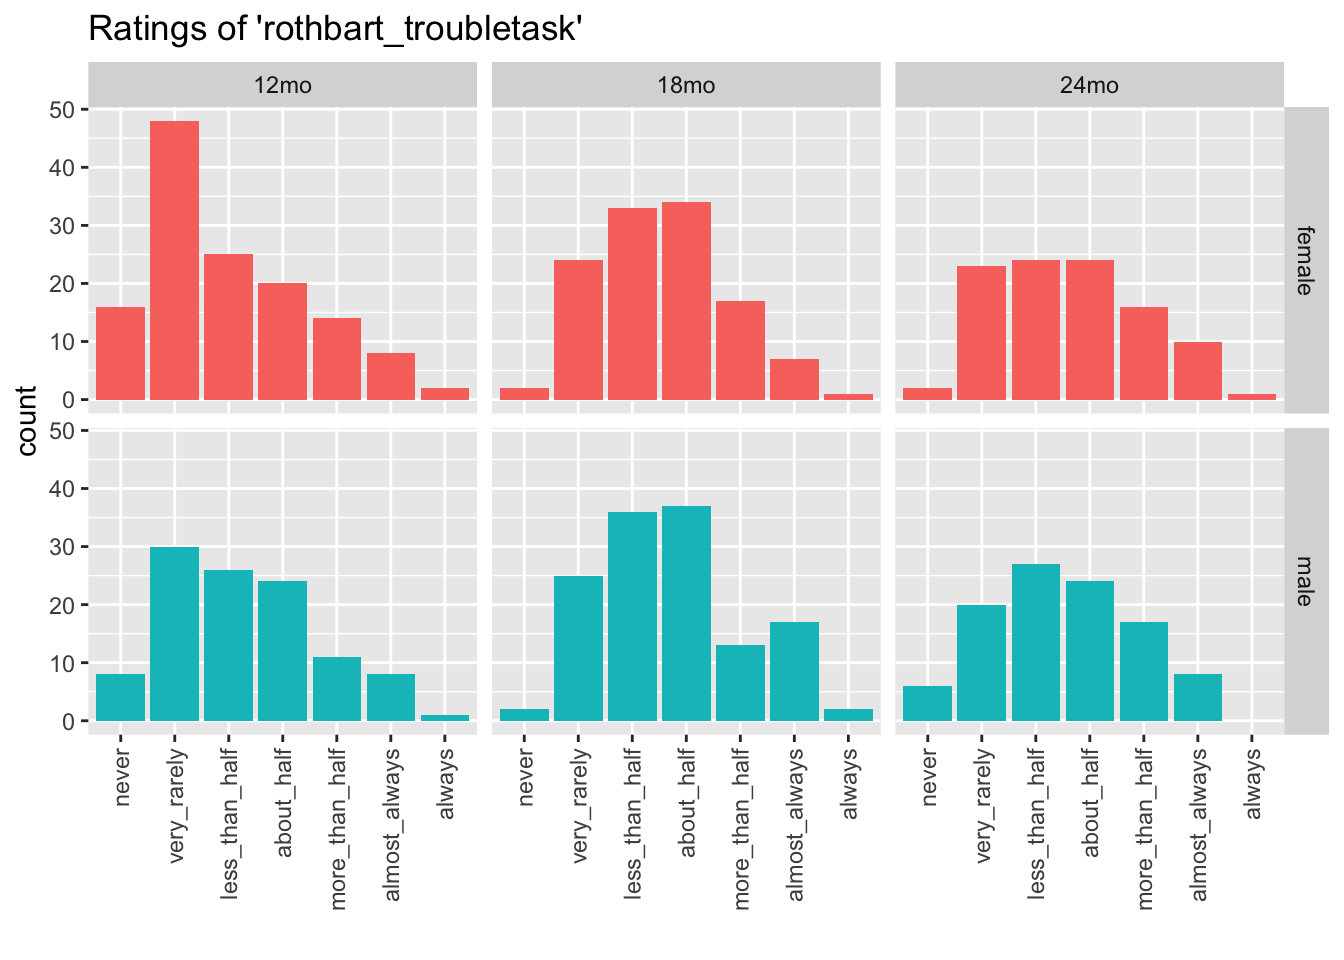 Ratings of 'rothbart_troubletask'
12mo 18mo 24mo
count
50
40
30
20
10
0
female
50
40
30
20
10
0
male
never very_rarely less_than_half about_half more_than_half almost_always always
never very_rarely less_than_half about_half more_than_half almost_always always
never very_rarely less_than_half about_half more_than_half almost_always always